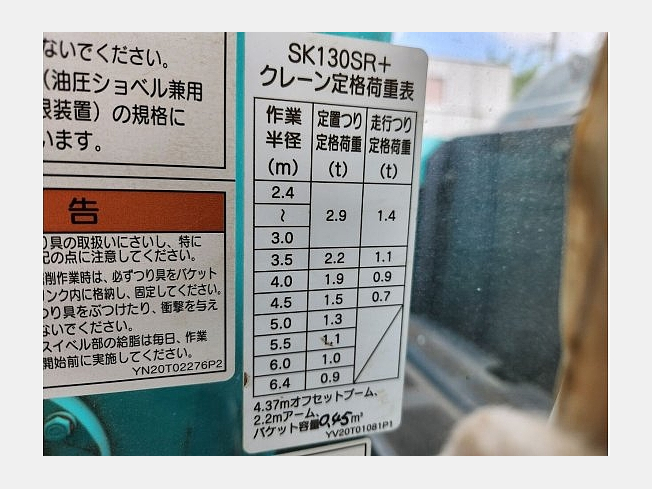 ないでください。
(油圧ショベル兼用
限装置)の規格に
います。
告
り具の取扱いにさいし、特に
記の点に注意してください。
削作業時は、必ずつり具をバケット
ンク内に格納し、固定してください。
つり具をぶつけたり、衝撃を与え
ないでください。
スイベル部の給脂は毎日、作業
開始前に実施してください。
YN20T02276P2
SK130SR+
クレーン定格荷重表
作業半径(m) 定置つり定格荷重(t) 走行つり定格荷重(t)
2.4
～ 2.9 1.4
3.0
3.5 2.2 1.1
4.0 1.9 0.9
4.5 1.5 0.7
5.0 1.3
5.5 1.1
6.0 1.0
6.4 0.9
4.37mオフセットブーム、
2.2mアーム、
バケット容量0.45m³
YV20T01081P1